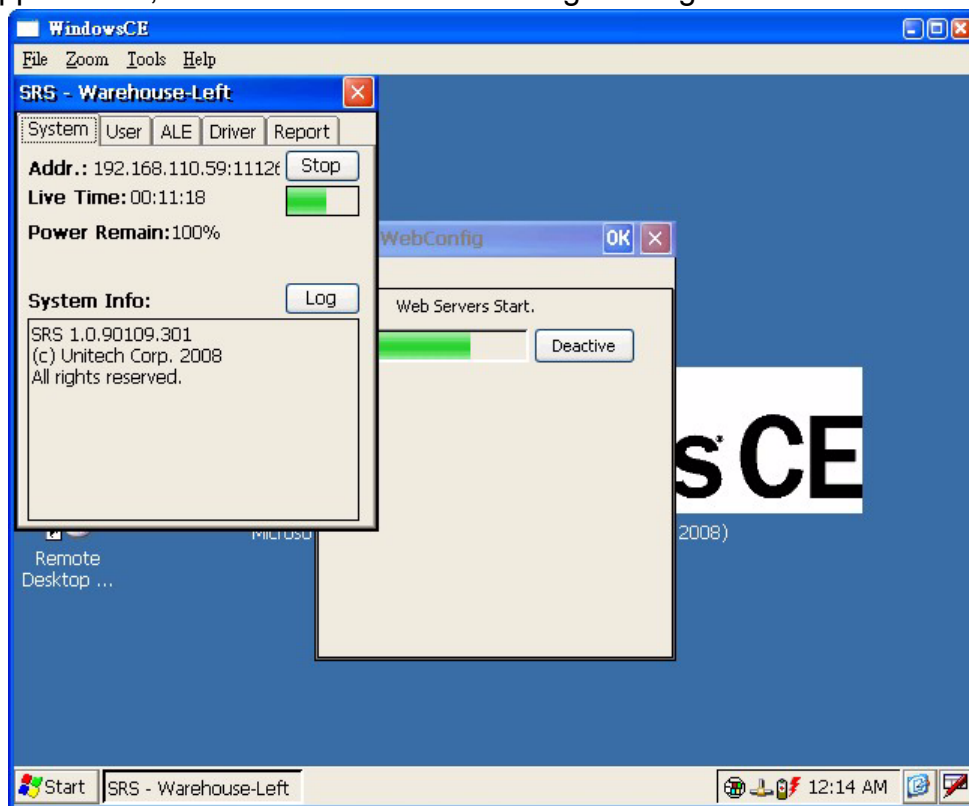 WindowsCE
File Zoom Tools Help
SRS - Warehouse-Left
System User ALE Driver Report
Addr.: 192.168.110.59:11126 Stop
Live Time: 00:11:18
Power Remain:100%
System Info: Log
SRS 1.0.90109.301
(c) Unitech Corp. 2008
All rights reserved.
WebConfig OK
Web Servers Start.
Deactive
s CE
2008)
Remote
Desktop ...
Start SRS - Warehouse-Left 12:14 AM